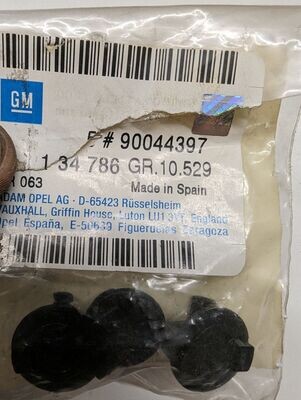 GM
# 90044397
1 34 786 GR.10.529
063
Made in Spain
ADAM OPEL AG - D-65423 Rüsselsheim
VAUXHALL, Griffin House, Luton LU1 3YT, England
Opel España, E-50639 Figueruelas Zaragoza